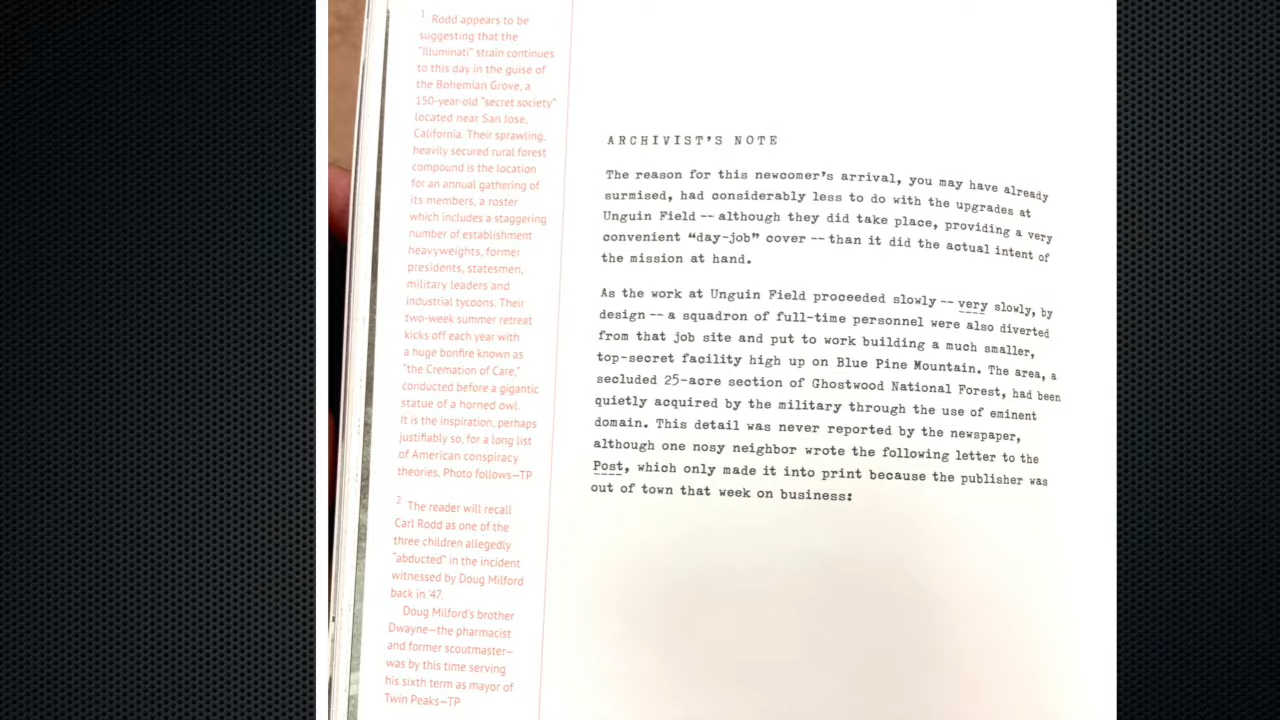 1 Rodd appears to be
suggesting that the
"Illuminati" strain continues
to this day in the guise of
the Bohemian Grove, a
150-year-old "secret society"
located near San Jose,
California. Their sprawling,
heavily secured rural forest
compound is the location
for an annual gathering of
its members, a roster
which includes a staggering
number of establishment
heavyweights, former
presidents, statesmen,
military leaders and
industrial tycoons. Their
two-week summer retreat
kicks off each year with
a huge bonfire known as
"the Cremation of Care,"
conducted before a gigantic
statue of a horned owl.
It is the inspiration, perhaps
justifiably so, for a long list
of American conspiracy
theories. Photo follows—TP
2 The reader will recall
Carl Rodd as one of the
three children allegedly
"abducted" in the incident
witnessed by Doug Milford
back in '47.
Doug Milford's brother
Dwayne—the pharmacist
and former scoutmaster—
was by this time serving
his sixth term as mayor of
Twin Peaks—TP
ARCHIVIST'S NOTE
The reason for this newcomer's arrival, you may have already
surmised, had considerably less to do with the upgrades at
Unguin Field -- although they did take place, providing a very
convenient "day-job" cover -- than it did the actual intent of
the mission at hand.
As the work at Unguin Field proceeded slowly -- very slowly, by
design -- a squadron of full-time personnel were also diverted
from that job site and put to work building a much smaller,
top-secret facility high up on Blue Pine Mountain. The area, a
secluded 25-acre section of Ghostwood National Forest, had been
quietly acquired by the military through the use of eminent
domain. This detail was never reported by the newspaper,
although one nosy neighbor wrote the following letter to the
Post, which only made it into print because the publisher was
out of town that week on business: